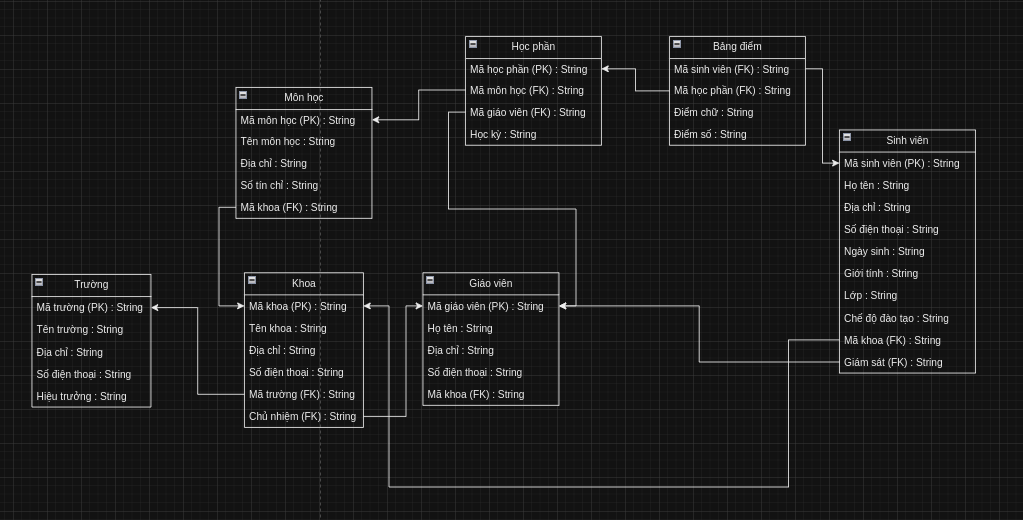 Học phần
Mã học phần (PK) : String
Mã môn học (FK) : String
Mã giáo viên (FK) : String
Học kỳ : String
Bảng điểm
Mã sinh viên (FK) : String
Mã học phần (FK) : String
Điểm chữ : String
Điểm số : String
Môn học
Mã môn học (PK) : String
Tên môn học : String
Địa chỉ : String
Số tín chỉ : String
Mã khoa (FK) : String
Sinh viên
Mã sinh viên (PK) : String
Họ tên : String
Địa chỉ : String
Số điện thoại : String
Ngày sinh : String
Giới tính : String
Lớp : String
Chế độ đào tạo : String
Mã khoa (FK) : String
Giám sát (FK) : String
Trường
Mã trường (PK) : String
Tên trường : String
Địa chỉ : String
Số điện thoại : String
Hiệu trưởng : String
Khoa
Mã khoa (PK) : String
Tên khoa : String
Địa chỉ : String
Số điện thoại : String
Mã trường (FK) : String
Chủ nhiệm (FK) : String
Giáo viên
Mã giáo viên (PK) : String
Họ tên : String
Địa chỉ : String
Số điện thoại : String
Mã khoa (FK) : String